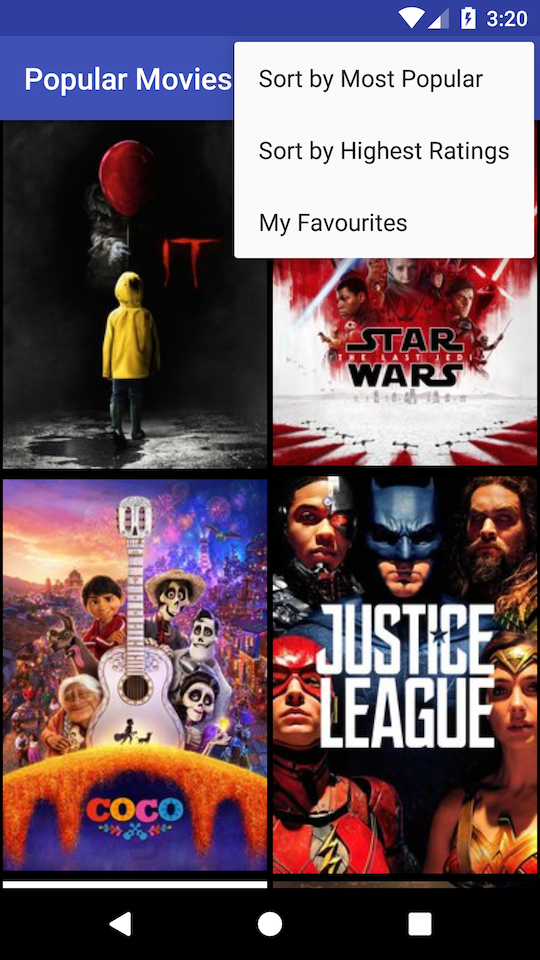 3:20
Popular Movies
Sort by Most Popular
Sort by Highest Ratings
My Favourites
IT
STAR
THE LAST JEDI
WARS
COCO
JUSTICE
LEAGUE